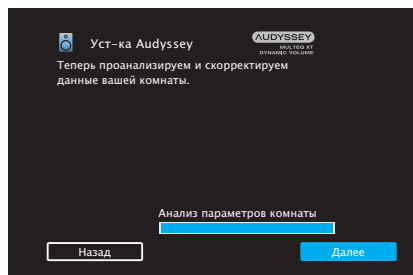 Уст-ка Audyssey
AUDYSSEY
MULTEQ XT
DYNAMIC VOLUME
Теперь проанализируем и скорректируем
данные вашей комнаты.
Анализ параметров комнаты
Назад
Далее